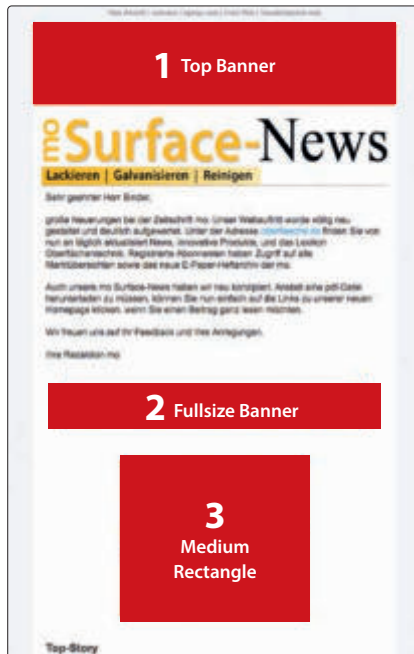 1 Top Banner
mo Surface-News
Lackieren | Galvanisieren | Reinigen
Sehr geehrter Herr Binder,
große Neuerungen bei der Zeitschrift mo. Unser Webauftritt wurde völlig neu
gestaltet und deutlich aufgewertet. Unter der Adresse finden Sie von
nun an täglich aktualisiert News, innovative Produkte, und das Lexikon
Oberflächentechnik. Registrierte Abonnenten haben Zugriff auf alle
Marktübersichten sowie das neue E-Paper-Heftarchiv der mo.
Auch unsere mo Surface-News haben wir neu konzipiert. Anstatt eine pdf-Datei
herunterladen zu müssen, können Sie nun einfach auf die Links zu unserer neuen
Homepage klicken, wenn Sie einen Beitrag ganz lesen möchten.
Wir freuen uns auf Ihr Feedback und Ihre Anregungen.
Ihre Redaktion mo
2 Fullsize Banner
3
Medium
Rectangle
Top-Story